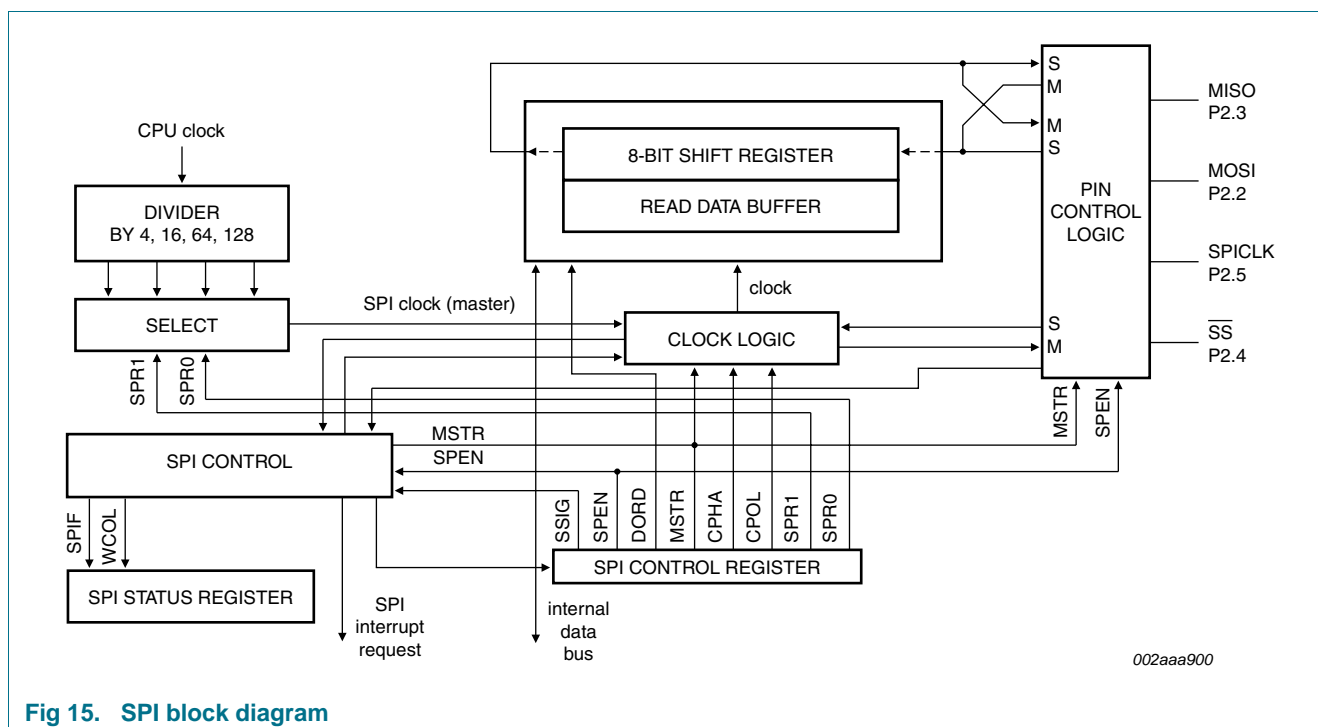 CPU clock
DIVIDER
BY 4, 16, 64, 128
SELECT
SPR1
SPR0
SPI clock (master)
8-BIT SHIFT REGISTER
READ DATA BUFFER
clock
CLOCK LOGIC
S
M
M
S
PIN
CONTROL
LOGIC
S
M
MISO
P2.3
MOSI
P2.2
SPICLK
P2.5
SS
P2.4
MSTR
SPEN
MSTR
SPEN
SPI CONTROL
SPIF
WCOL
SPI STATUS REGISTER
SPI
interrupt
request
SSIG
SPEN
DORD
MSTR
CPHA
CPOL
SPR1
SPR0
SPI CONTROL REGISTER
internal
data
bus
002aaa900
Fig 15. SPI block diagram